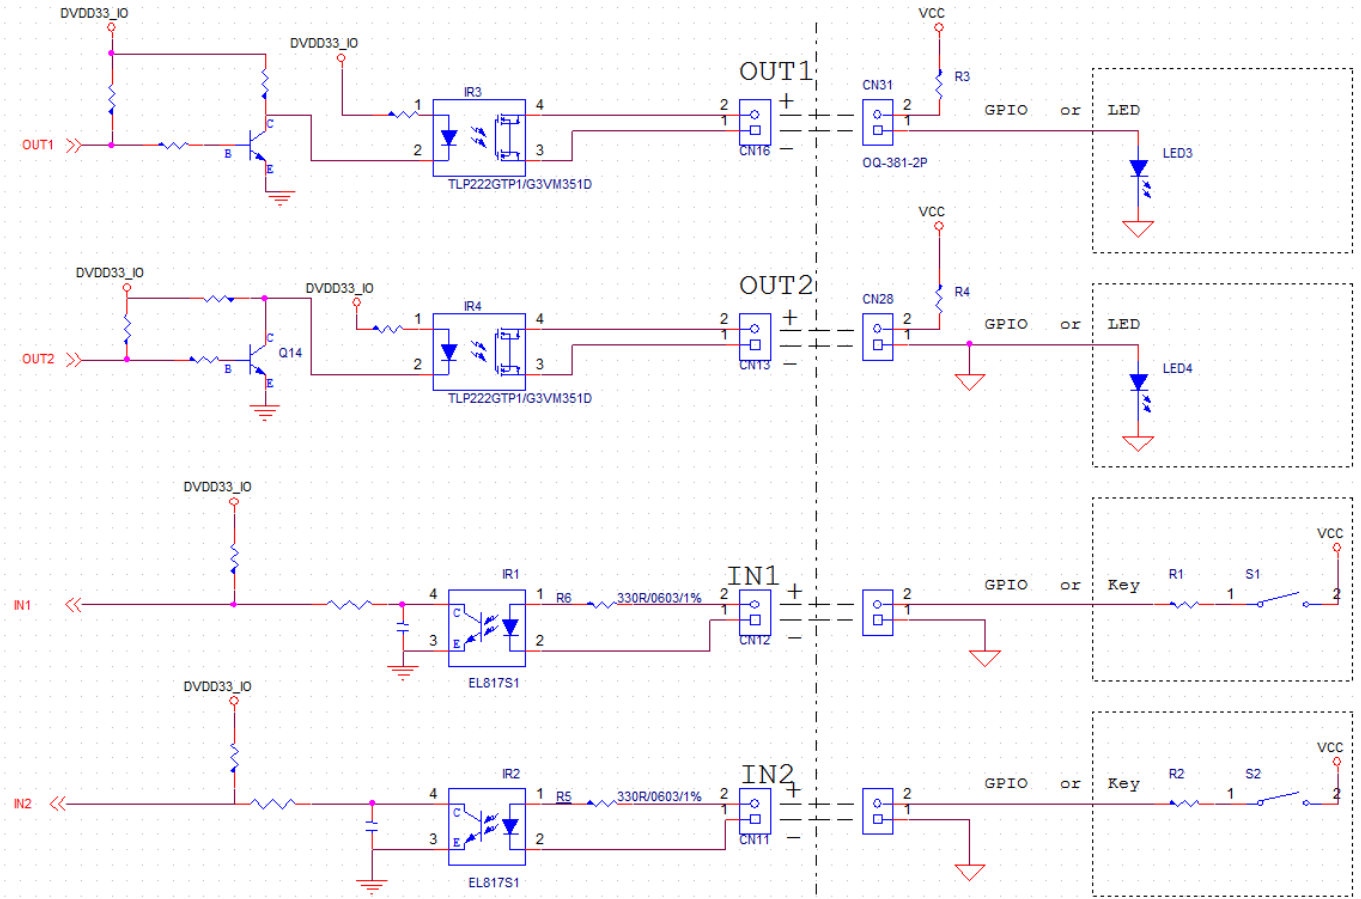 DVDD33_IO
VCC
DVDD33_IO
OUT1
IR3
CN31
R3
1
4
2
+
2
GPIO or LED
C
1
1
OUT1
B
2
3
CN16
−
OQ-381-2P
LED3
E
TLP222GTP1/G3VM351D
VCC
DVDD33_IO
DVDD33_IO
OUT2
IR4
CN28
R4
1
4
2
+
2
GPIO or LED
C
1
1
OUT2
Q14
B
2
3
CN13
−
LED4
E
TLP222GTP1/G3VM351D
DVDD33_IO
VCC
IN1
IR1
R1
S1
+
GPIO or Key
IN1
4
1
R6
330R/0603/1%
2
2
1
2
C
1
1
3
E
2
CN12
−
EL817S1
DVDD33_IO
VCC
IN2
IR2
R2
S2
+
GPIO or Key
IN2
4
1
R5
330R/0603/1%
2
2
1
2
C
1
1
3
E
2
CN11
−
EL817S1